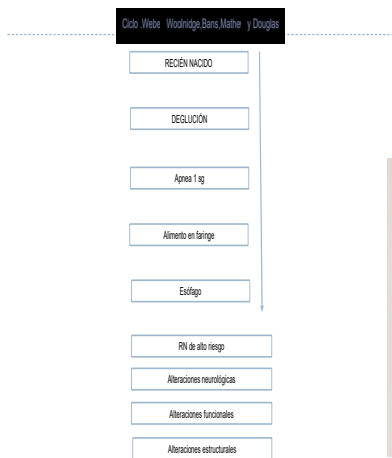 Ciclo .Webe Woolnidge,Bans,Mathe y Douglas
RECIÉN NACIDO
DEGLUCIÓN
Apnea 1 sg
Alimento en faringe
Esófago
RN de alto riesgo
Alteraciones neurológicas
Alteraciones funcionales
Alteraciones estructurales